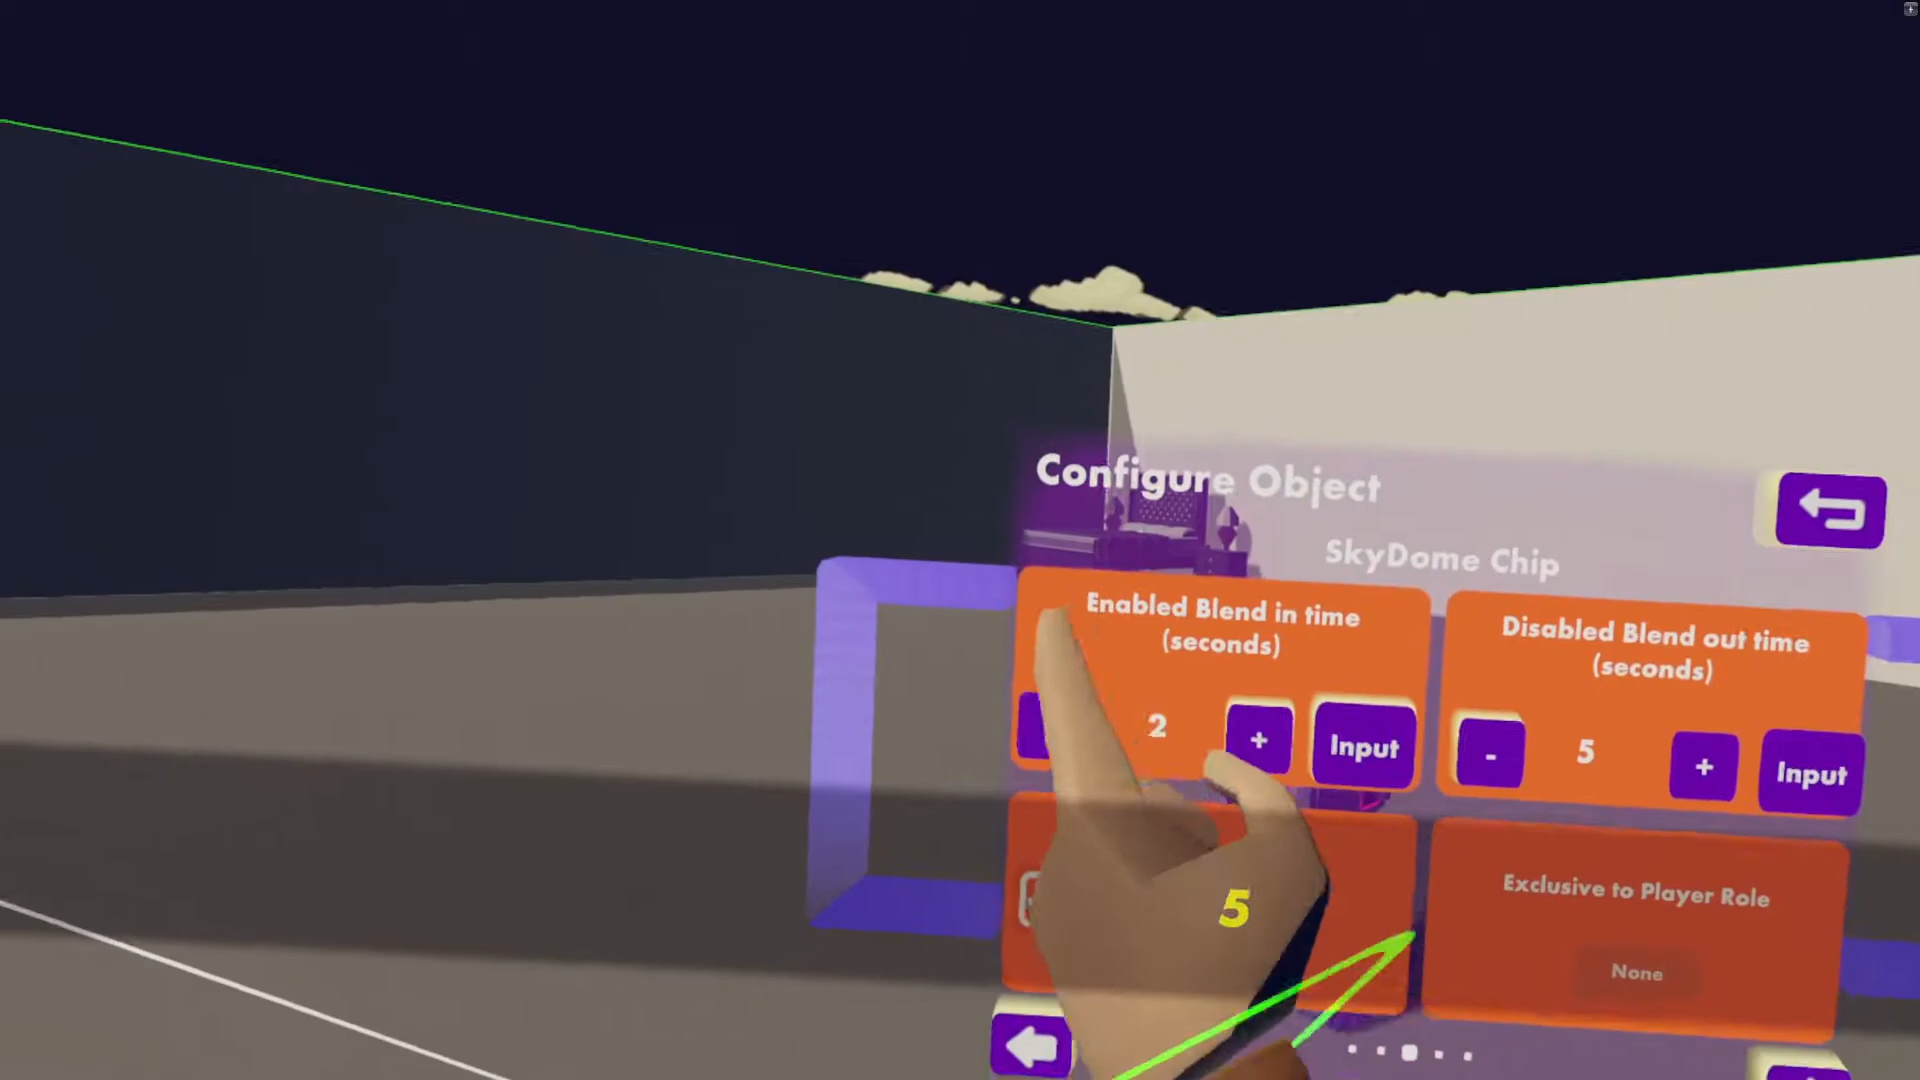 Configure Object
SkyDome Chip
Enabled Blend in time
(seconds)
2
+
Input
Disabled Blend out time
(seconds)
-
5
+
Input
Exclusive to Player Role
None
5